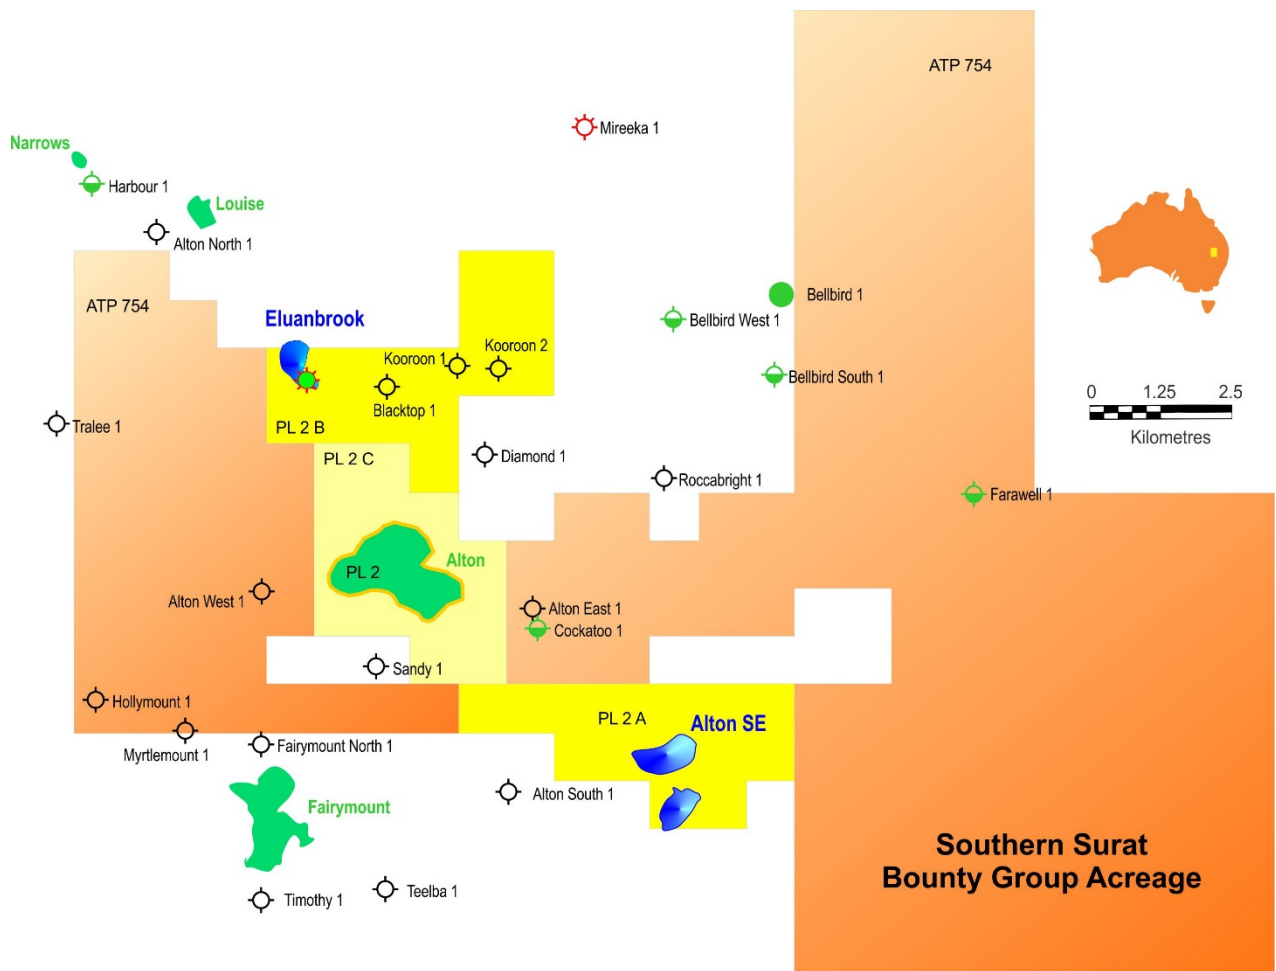 ATP 754
Mireeka 1
Narrows
Harbour 1
Louise
Alton North 1
ATP 754
Bellbird 1
Eluanbrook
Bellbird West 1
Kooroon 1
Kooroon 2
Bellbird South 1
0 1.25 2.5
Kilometres
Blacktop 1
Tralee 1
PL 2 B
PL 2 C
Diamond 1
Roccabright 1
Farawell 1
Alton
PL 2
Alton West 1
Alton East 1
Cockatoo 1
Sandy 1
Hollymount 1
PL 2 A
Alton SE
Myrtlemount 1
Fairymount North 1
Alton South 1
Fairymount
Southern Surat
Bounty Group Acreage
Teelba 1
Timothy 1